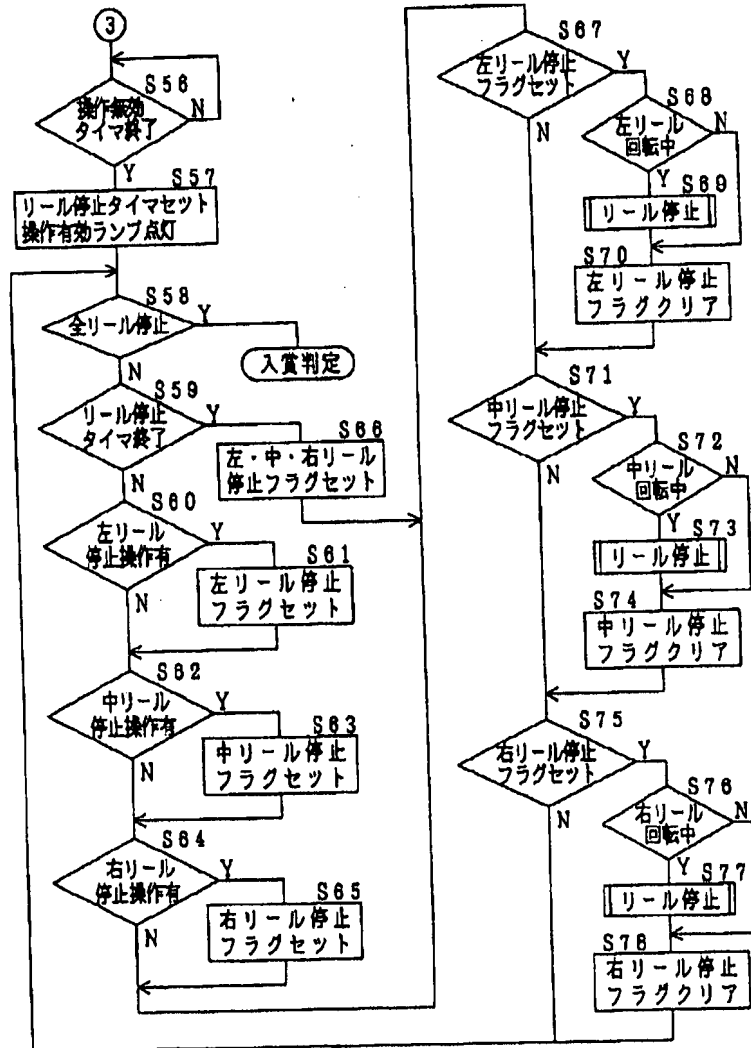 3
S56
操作無効
タイマ終了
N
Y
S57
リール停止タイマセット
操作有効ランプ点灯
S58
全リール停止
Y
入賞判定
N
S59
リール停止
タイマ終了
Y
S66
左・中・右リール
停止フラグセット
N
S60
左リール
停止操作有
Y
S61
左リール停止
フラグセット
N
S62
中リール
停止操作有
Y
S63
中リール停止
フラグセット
N
S64
右リール
停止操作有
Y
S65
右リール停止
フラグセット
N
S67
左リール停止
フラグセット
Y
S68
左リール
回転中
N
N
Y
S69
リール停止
S70
左リール停止
フラグクリア
S71
中リール停止
フラグセット
Y
S72
中リール
回転中
N
N
Y
S73
リール停止
S74
中リール停止
フラグクリア
S75
右リール停止
フラグセット
Y
S76
右リール
回転中
N
N
Y
S77
リール停止
S78
右リール停止
フラグクリア